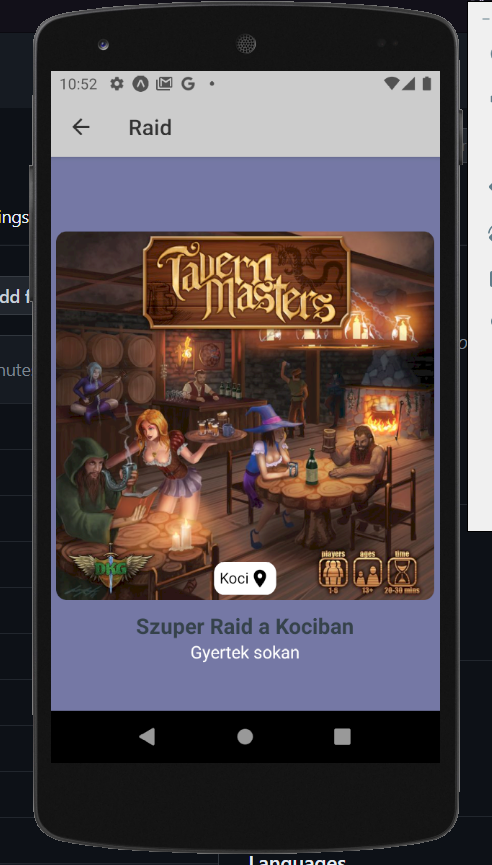 10:52
Raid
ings
dd f
nute
Tavern
Masters
Koci
players
ages
time
1-6
13+
20-30 mins
Szuper Raid a Kociban
Gyertek sokan
Languages